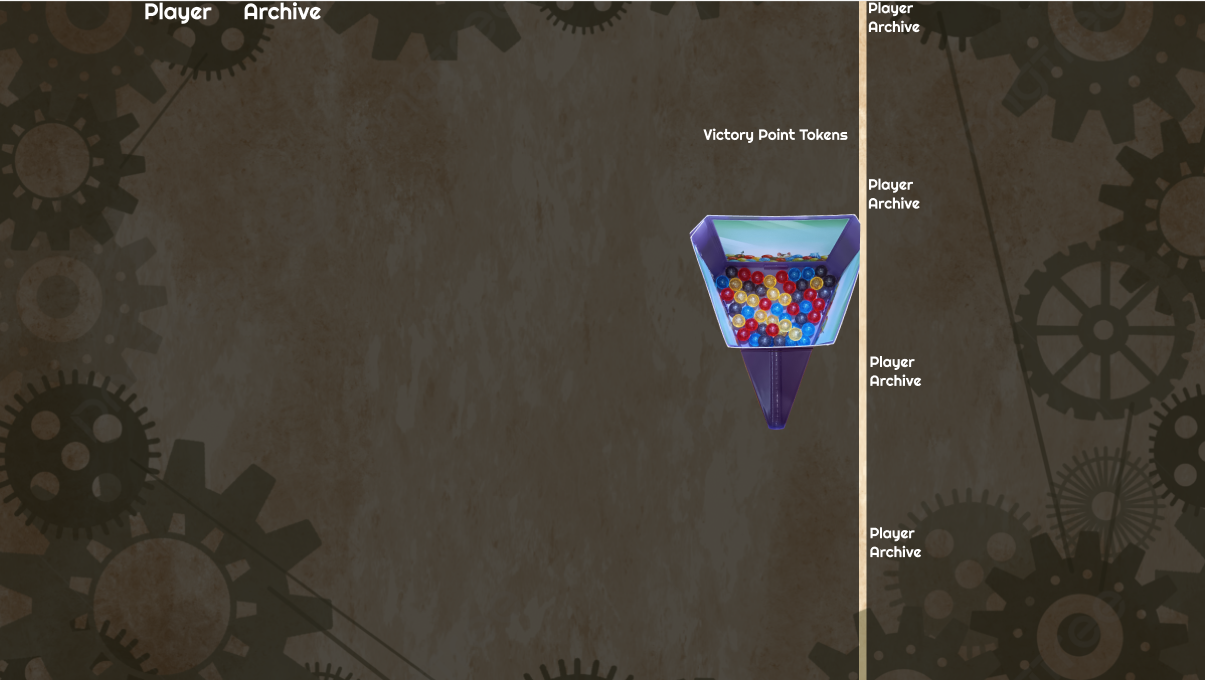 Player Archive
Victory Point Tokens
Player
Archive
Player
Archive
Player
Archive
Player
Archive